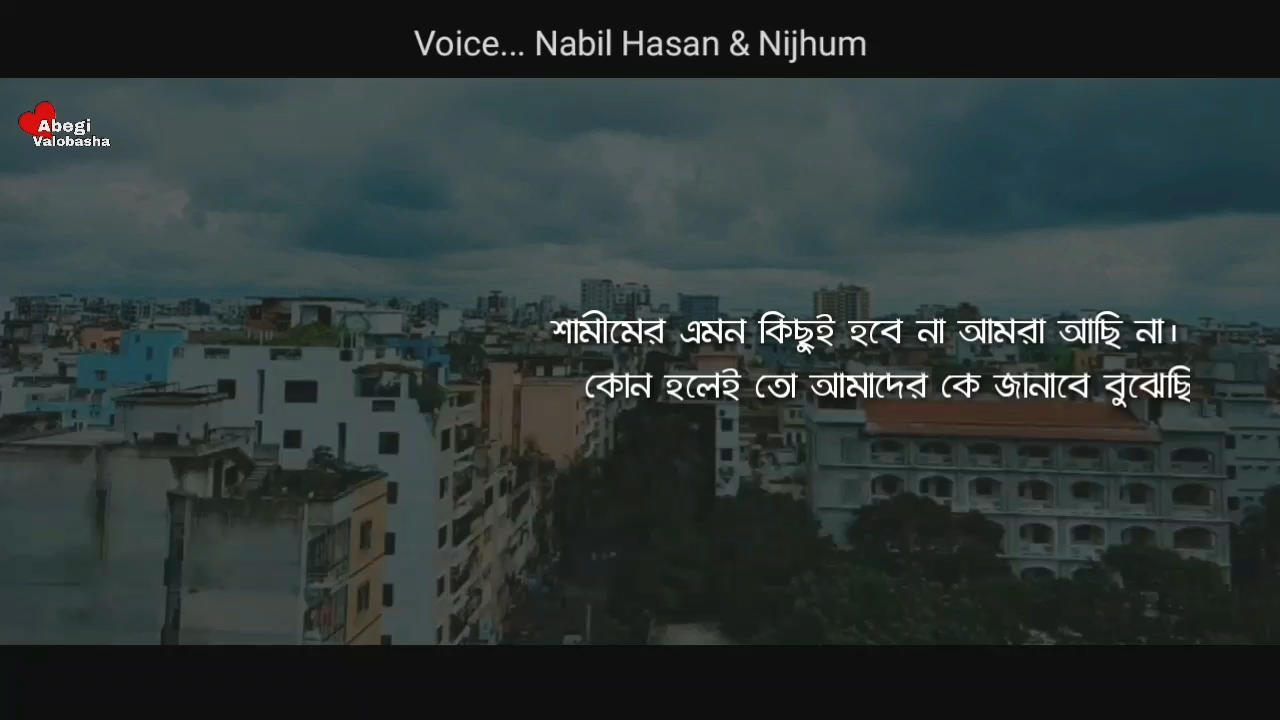 Voice... Nabil Hasan & Nijhum
Abegi
Valobasha
শামীমের এমন কিছুই হবে না আমরা আছি না।
কোন হলেই তো আমাদের কে জানাবে বুঝেছি